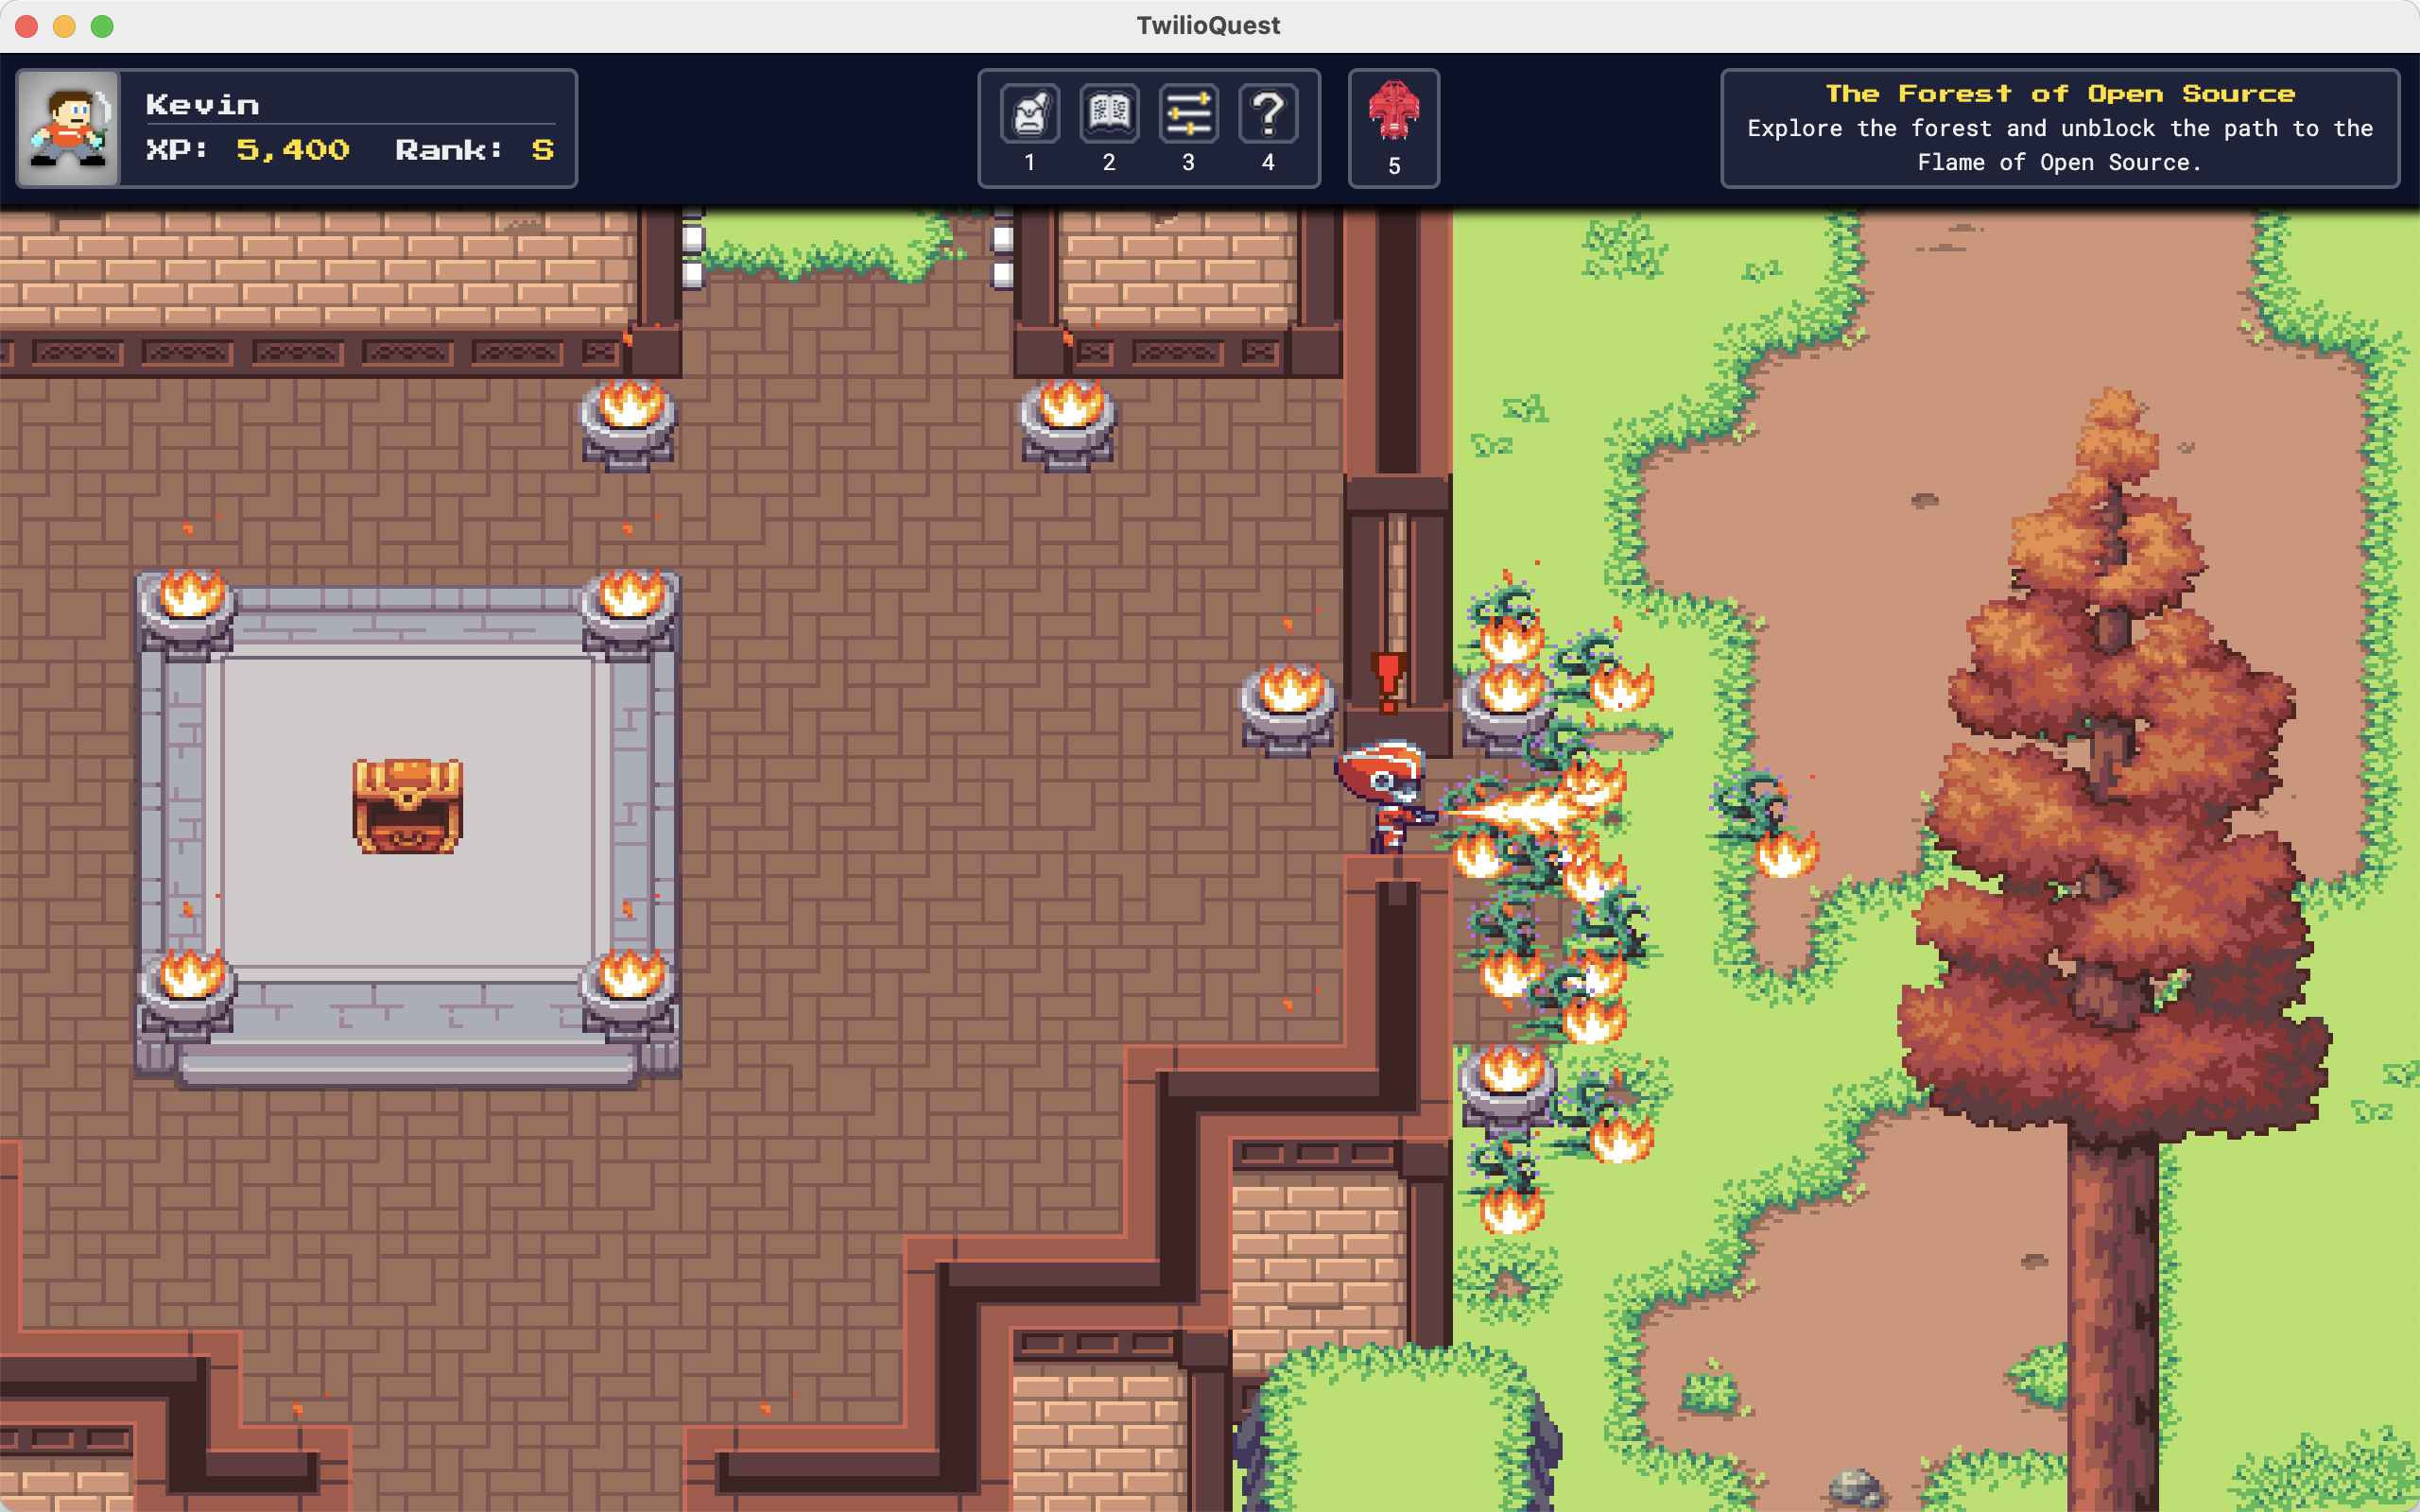 TwilioQuest
Kevin
XP: 5,400 Rank: S
1 2 3 4 5
The Forest of Open Source
Explore the forest and unblock the path to the
Flame of Open Source.